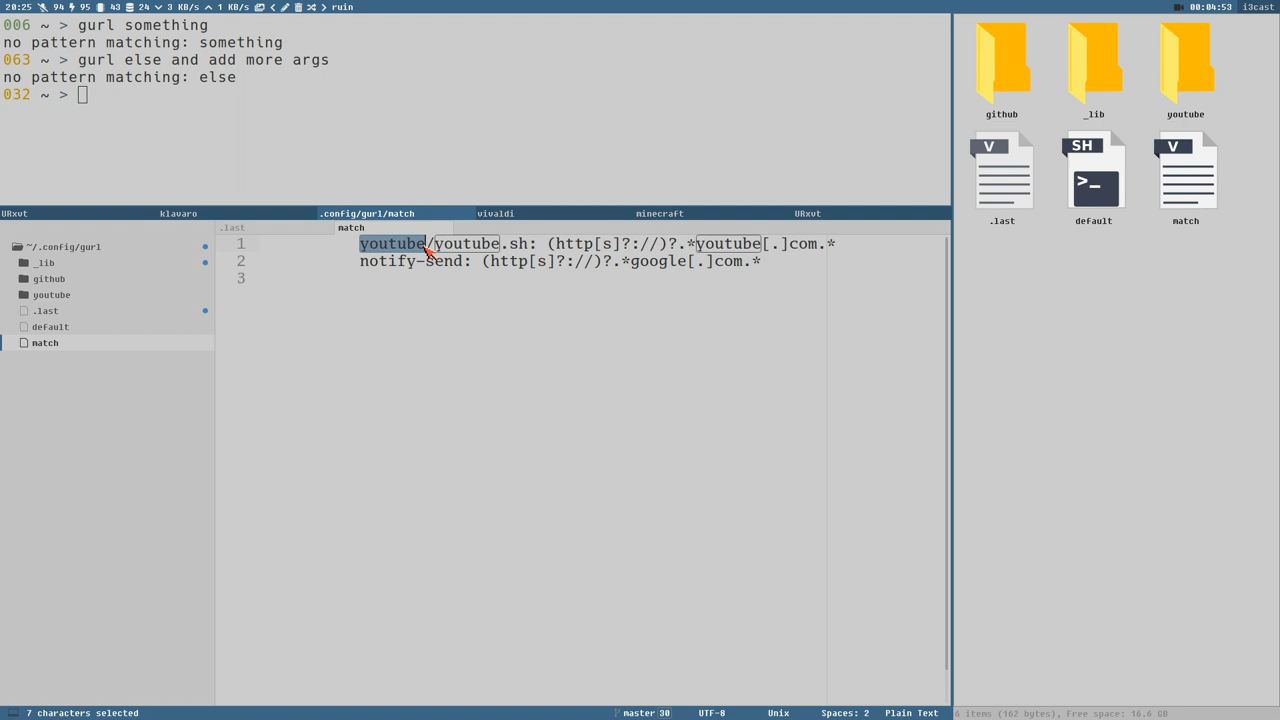 20:25 94 95 43 24 3 KB/s 1 KB/s ruin 00:04:53 i3cast
006 ~ > gurl something
no pattern matching: something
063 ~ > gurl else and add more args
no pattern matching: else
032 ~ >
URxvt klavaro .config/gurl/match vivaldi minecraft URxvt
.last match
~/.config/gurl
_lib
github
youtube
.last
default
match
1 youtube/youtube.sh: (http[s]?://)?.*youtube[.]com.*
2 notify-send: (http[s]?://)?.*google[.]com.*
3
7 characters selected master 30 UTF-8 Unix Spaces: 2 Plain Text
github _lib youtube
V SH >_ V
.last default match
6 items (162 bytes), Free space: 16.6 GB